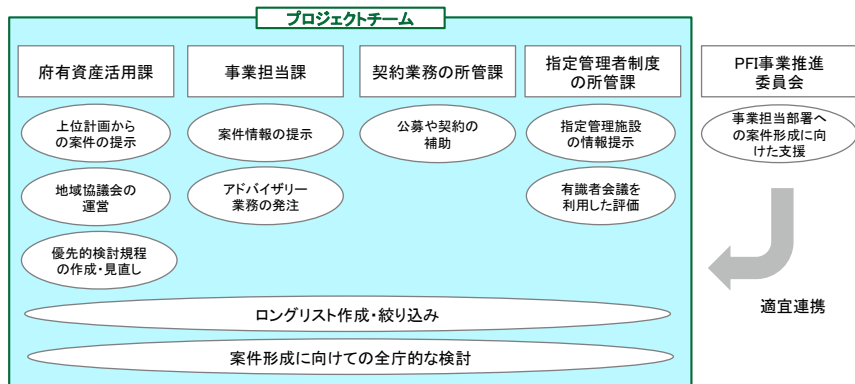 プロジェクトチーム
府有資産活用課
上位計画から
の案件の提示
地域協議会の
運営
優先的検討規程
の作成・見直し
事業担当課
案件情報の提示
アドバイザリー
業務の発注
契約業務の所管課
公募や契約の
補助
指定管理者制度
の所管課
指定管理施設
の情報提示
有識者会議を
利用した評価
ロングリスト作成・絞り込み
案件形成に向けての全庁的な検討
PFI事業推進
委員会
事業担当部署へ
の案件形成に向
けた支援
適宜連携